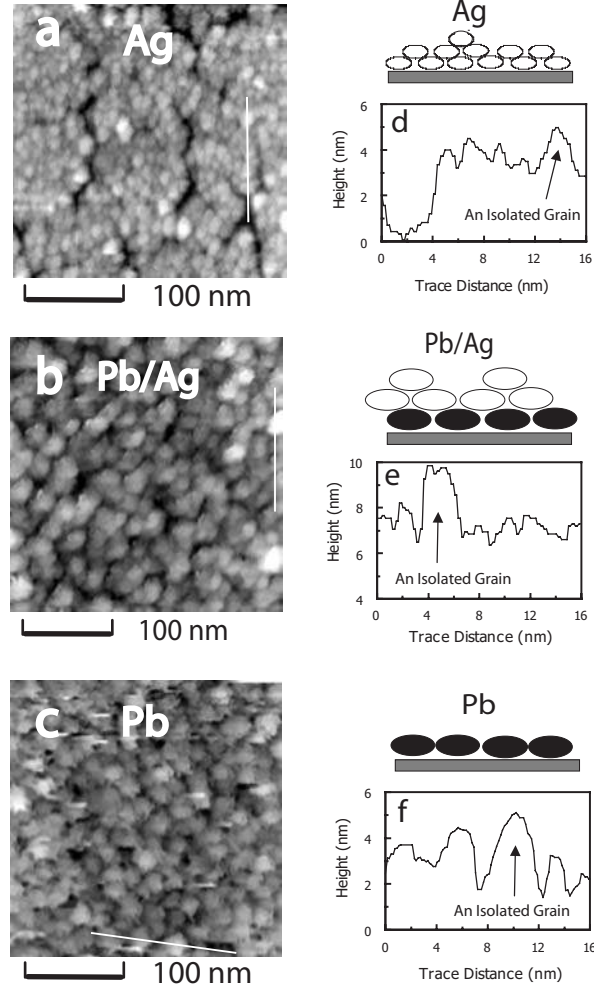 a
Ag
100 nm
Ag
d
Height (nm)
6
4
2
0
An Isolated Grain
0 4 8 12 16
Trace Distance (nm)
b
Pb/Ag
100 nm
Pb/Ag
e
Height (nm)
10
8
6
4
An Isolated Grain
0 4 8 12 16
Trace Distance (nm)
c
Pb
100 nm
Pb
f
Height (nm)
6
4
2
0
An Isolated Grain
0 4 8 12 16
Trace Distance (nm)